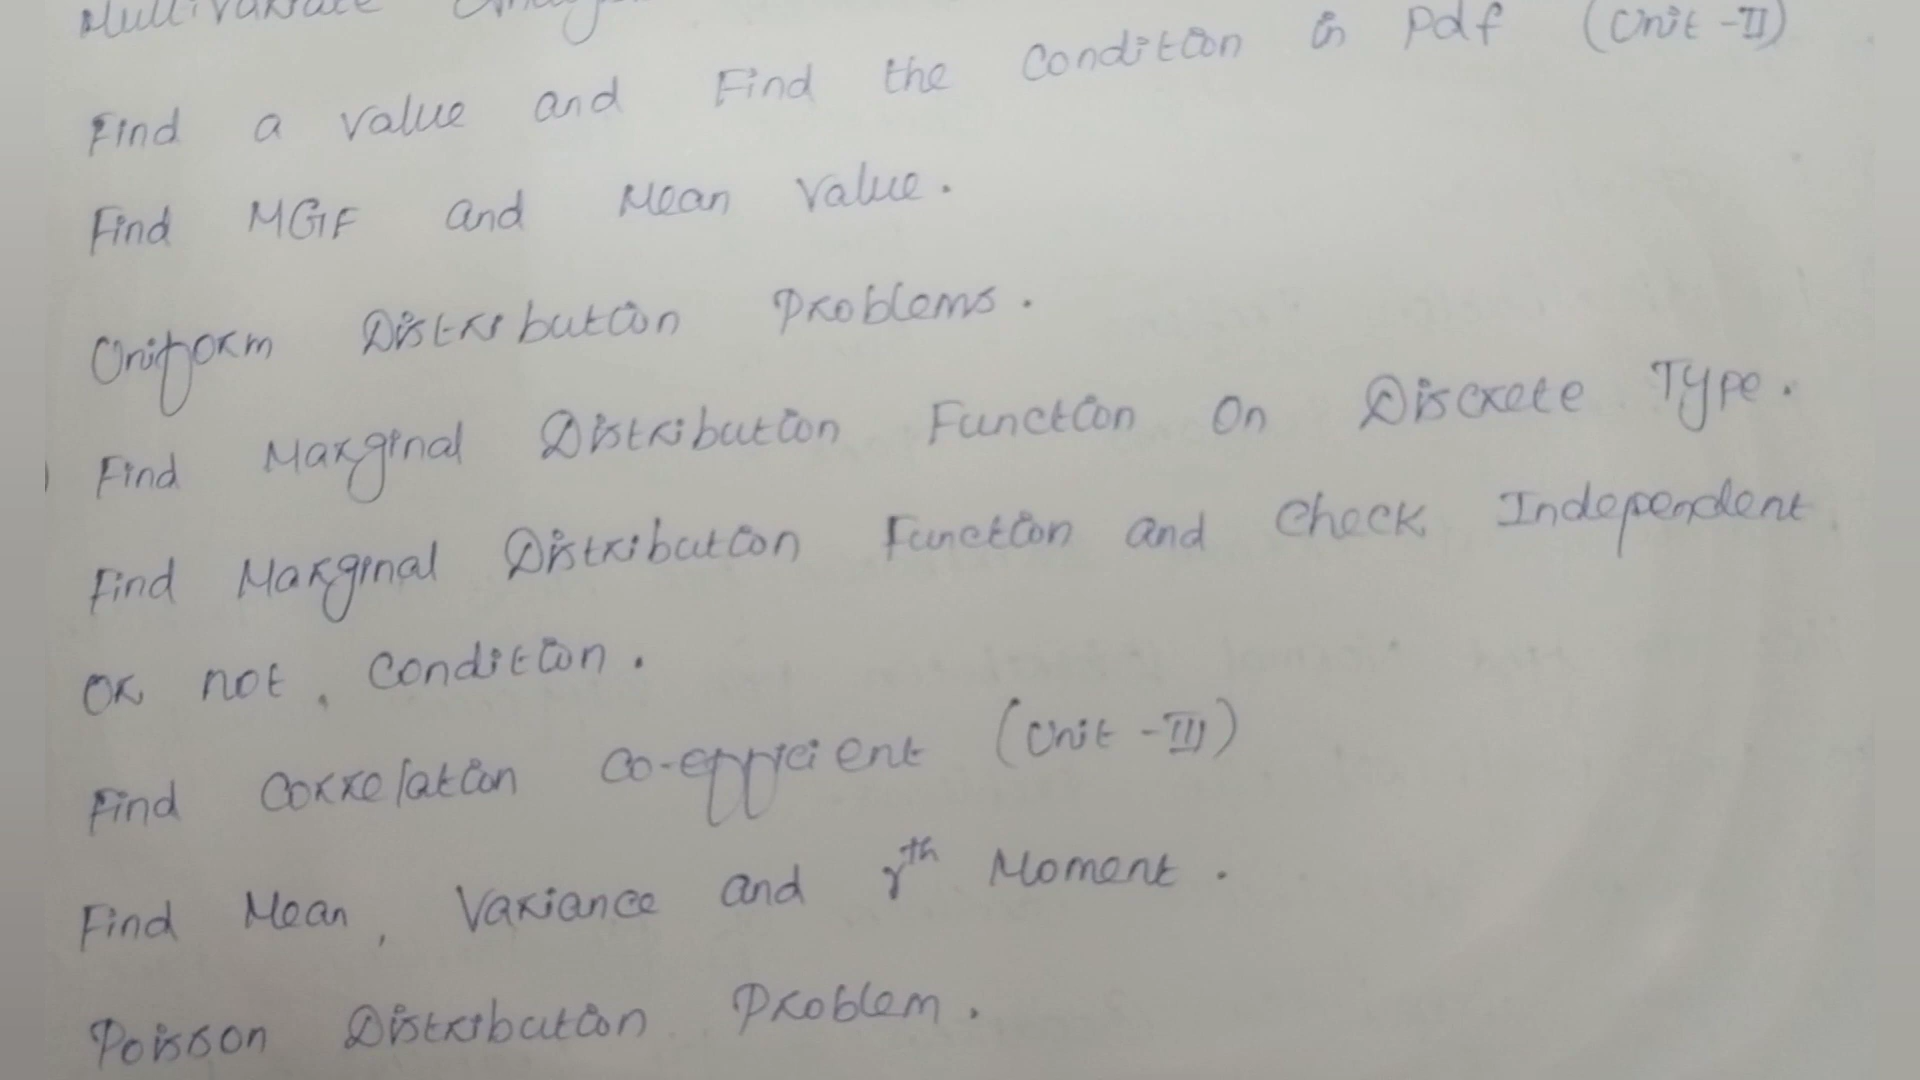 Multivariate
Find a value and Find the condition in Pdf (Unit - II)
Find MGF and Mean Value.
Uniform Distribution Problems.
Find Marginal Distribution Function On Discrete Type.
Find Marginal Distribution Function and Check Independent
or not. Condition.
Find Correlation Co-efficient (Unit - III)
Find Mean, Variance and rth Moment.
Poisson Distribution Problem.